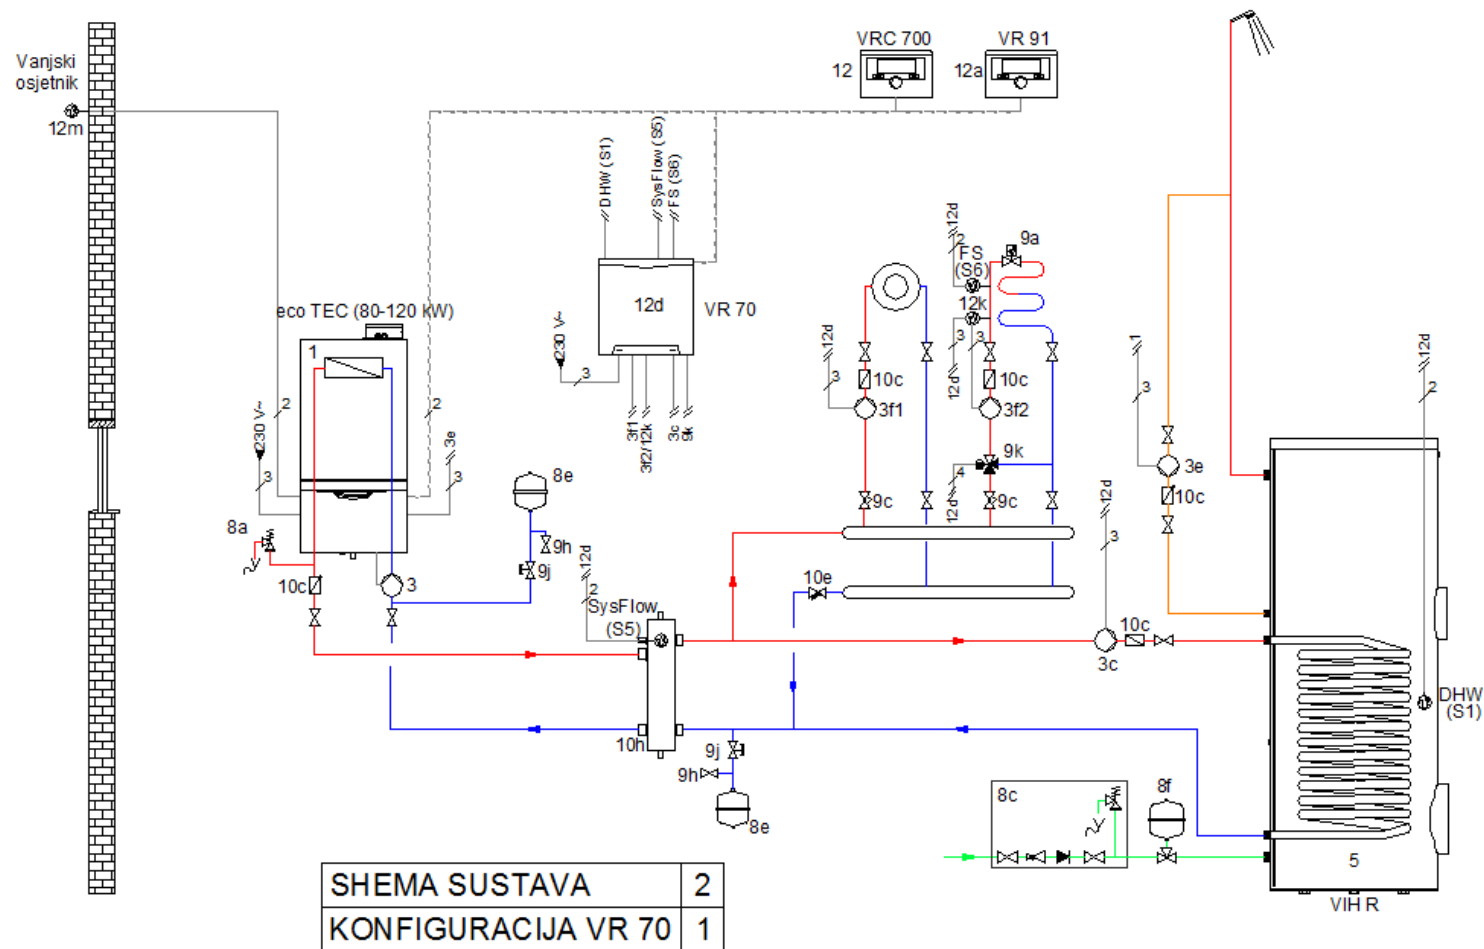 VRC 700
VR 91
12
12a
Vanjski
osjetnik
12m
DHW (S1)
SysFlow (S5)
FS (S6)
12d
VR 70
230 V~
3
3f1
3f2/12k
3c
9k
eco TEC (80-120 kW)
1
2
2
230 V~
3
3e
3
8a
10c
3
8e
9h
9j
12d
2
SysFlow
(S5)
10h
9j
9h
8e
12d
3
10c
3f1
9c
12d
2
FS
(S6)
9a
12k
3
12d
3
10c
3f2
9k
4
12d
9c
10e
12d
3
3c
10c
1
3
3e
10c
12d
2
DHW
(S1)
8c
8f
5
VIH R
SHEMA SUSTAVA 2
KONFIGURACIJA VR 70 1